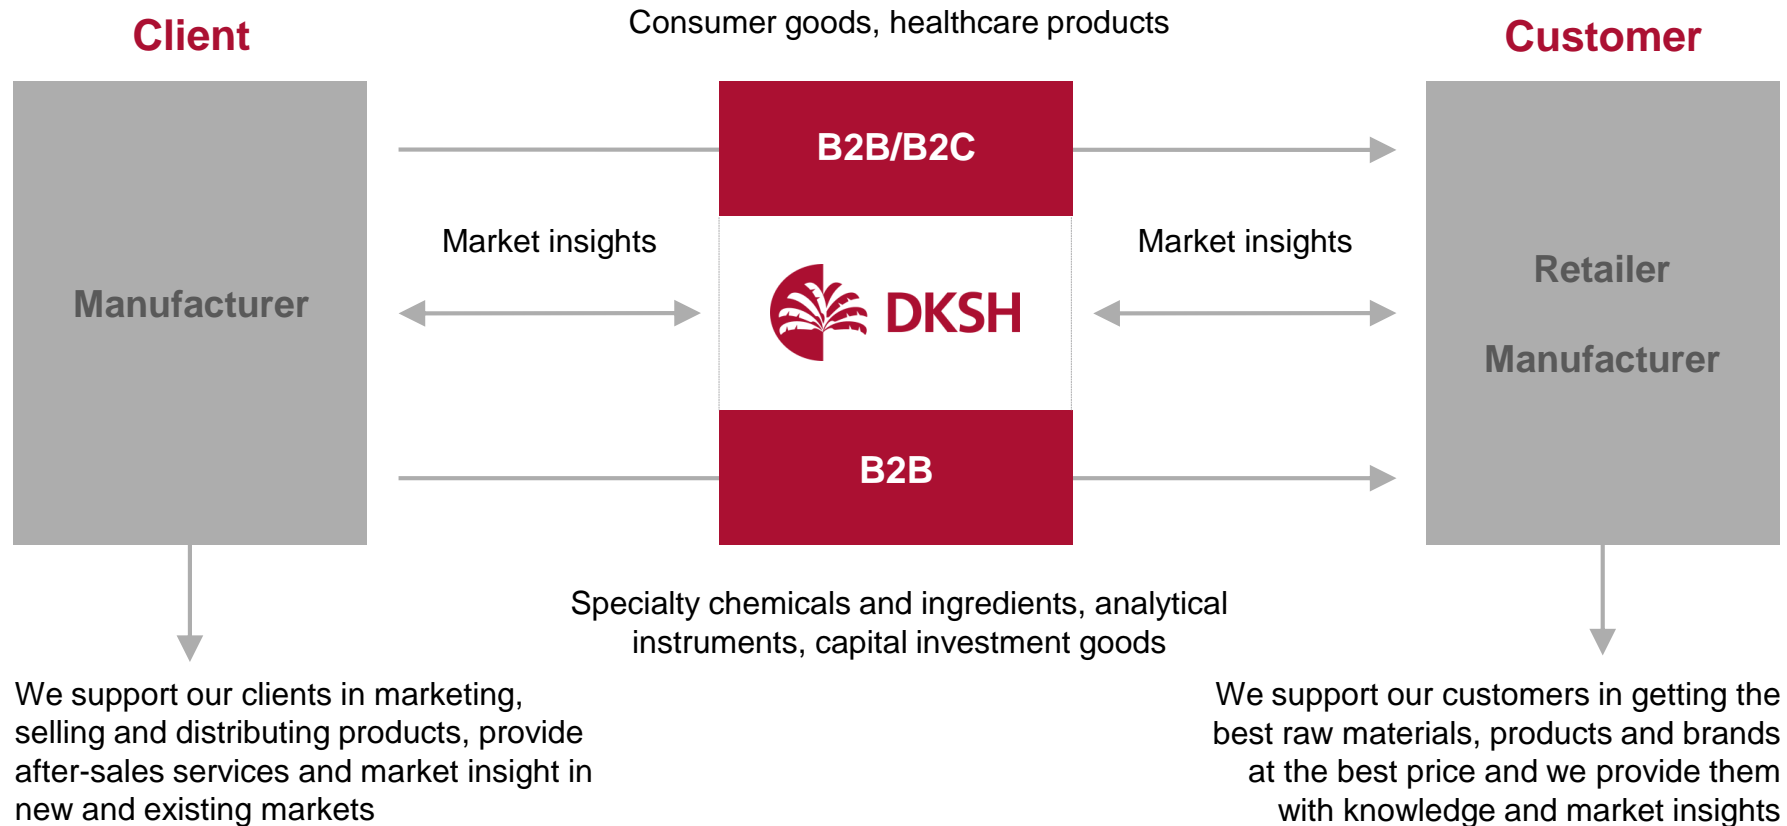 Client
Consumer goods, healthcare products
Customer
B2B/B2C
Market insights
Market insights
Manufacturer
DKSH
Retailer
Manufacturer
B2B
Specialty chemicals and ingredients, analytical
instruments, capital investment goods
We support our clients in marketing,
selling and distributing products, provide
after-sales services and market insight in
new and existing markets
We support our customers in getting the
best raw materials, products and brands
at the best price and we provide them
with knowledge and market insights